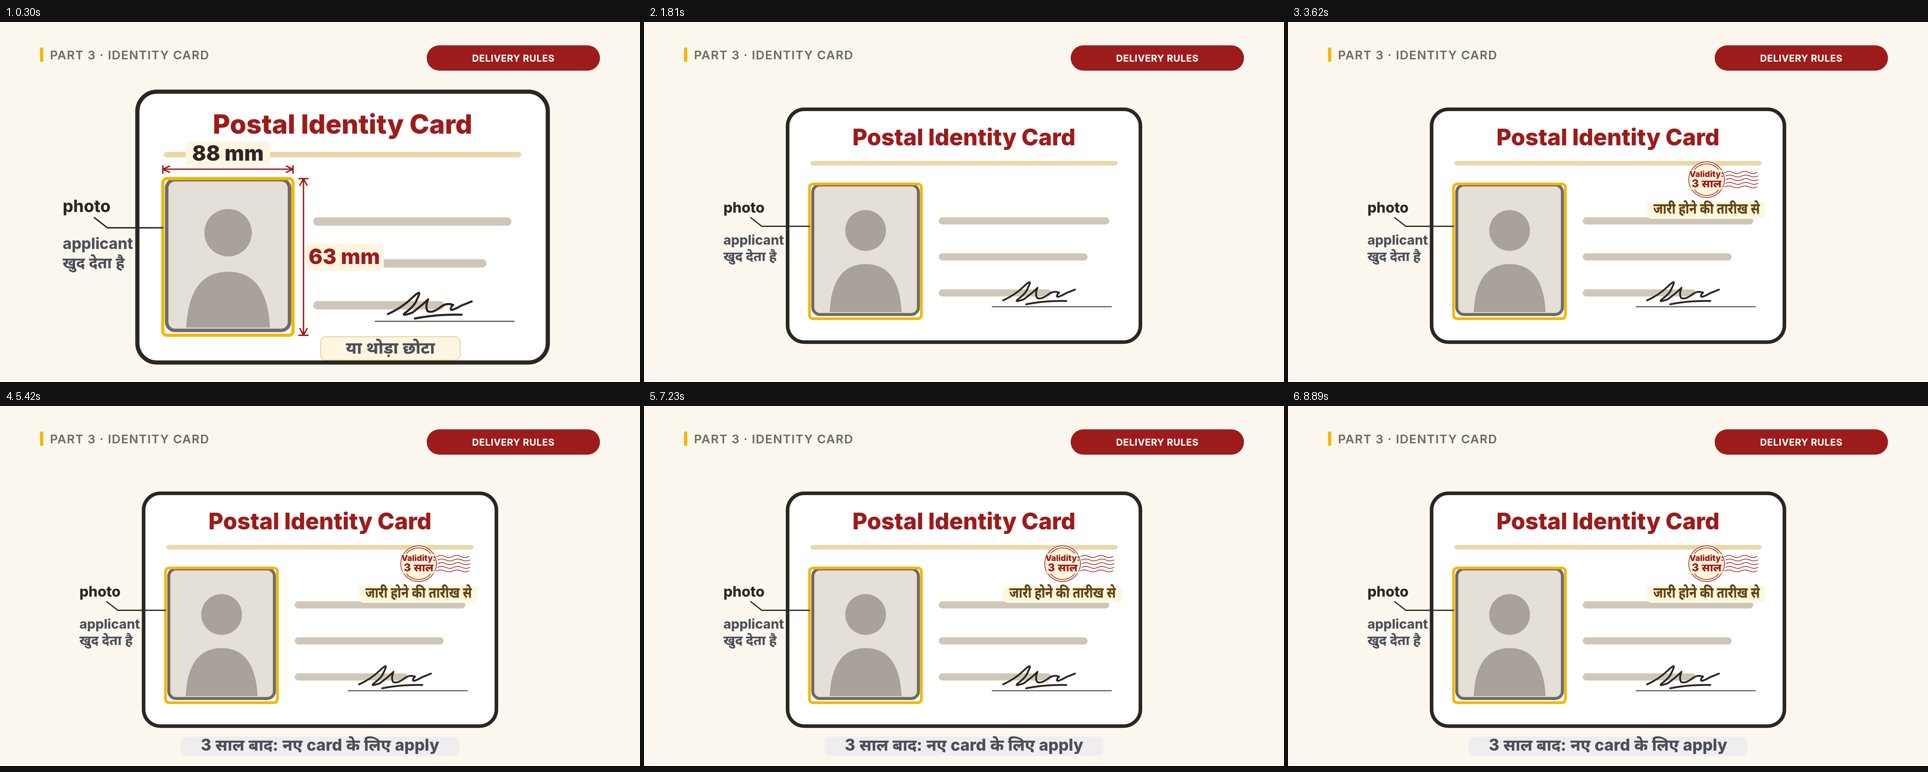 1. 0.30s
PART 3 · IDENTITY CARD
DELIVERY RULES
Postal Identity Card
88 mm
photo
applicant
खुद देता है
63 mm
या थोड़ा छोटा
2. 1.81s
PART 3 · IDENTITY CARD
DELIVERY RULES
Postal Identity Card
photo
applicant
खुद देता है
3. 3.62s
PART 3 · IDENTITY CARD
DELIVERY RULES
Postal Identity Card
Validity:
3 साल
जारी होने की तारीख से
photo
applicant
खुद देता है
4. 5.42s
PART 3 · IDENTITY CARD
DELIVERY RULES
Postal Identity Card
Validity:
3 साल
जारी होने की तारीख से
photo
applicant
खुद देता है
3 साल बाद: नए card के लिए apply
5. 7.23s
PART 3 · IDENTITY CARD
DELIVERY RULES
Postal Identity Card
Validity:
3 साल
जारी होने की तारीख से
photo
applicant
खुद देता है
3 साल बाद: नए card के लिए apply
6. 8.89s
PART 3 · IDENTITY CARD
DELIVERY RULES
Postal Identity Card
Validity:
3 साल
जारी होने की तारीख से
photo
applicant
खुद देता है
3 साल बाद: नए card के लिए apply